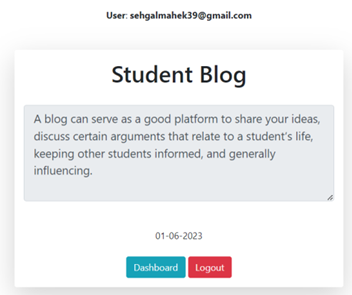 User: sehgalmahek39@gmail.com
Student Blog
A blog can serve as a good platform to share your ideas,
discuss certain arguments that relate to a student's life,
keeping other students informed, and generally
influencing.
01-06-2023
Dashboard Logout